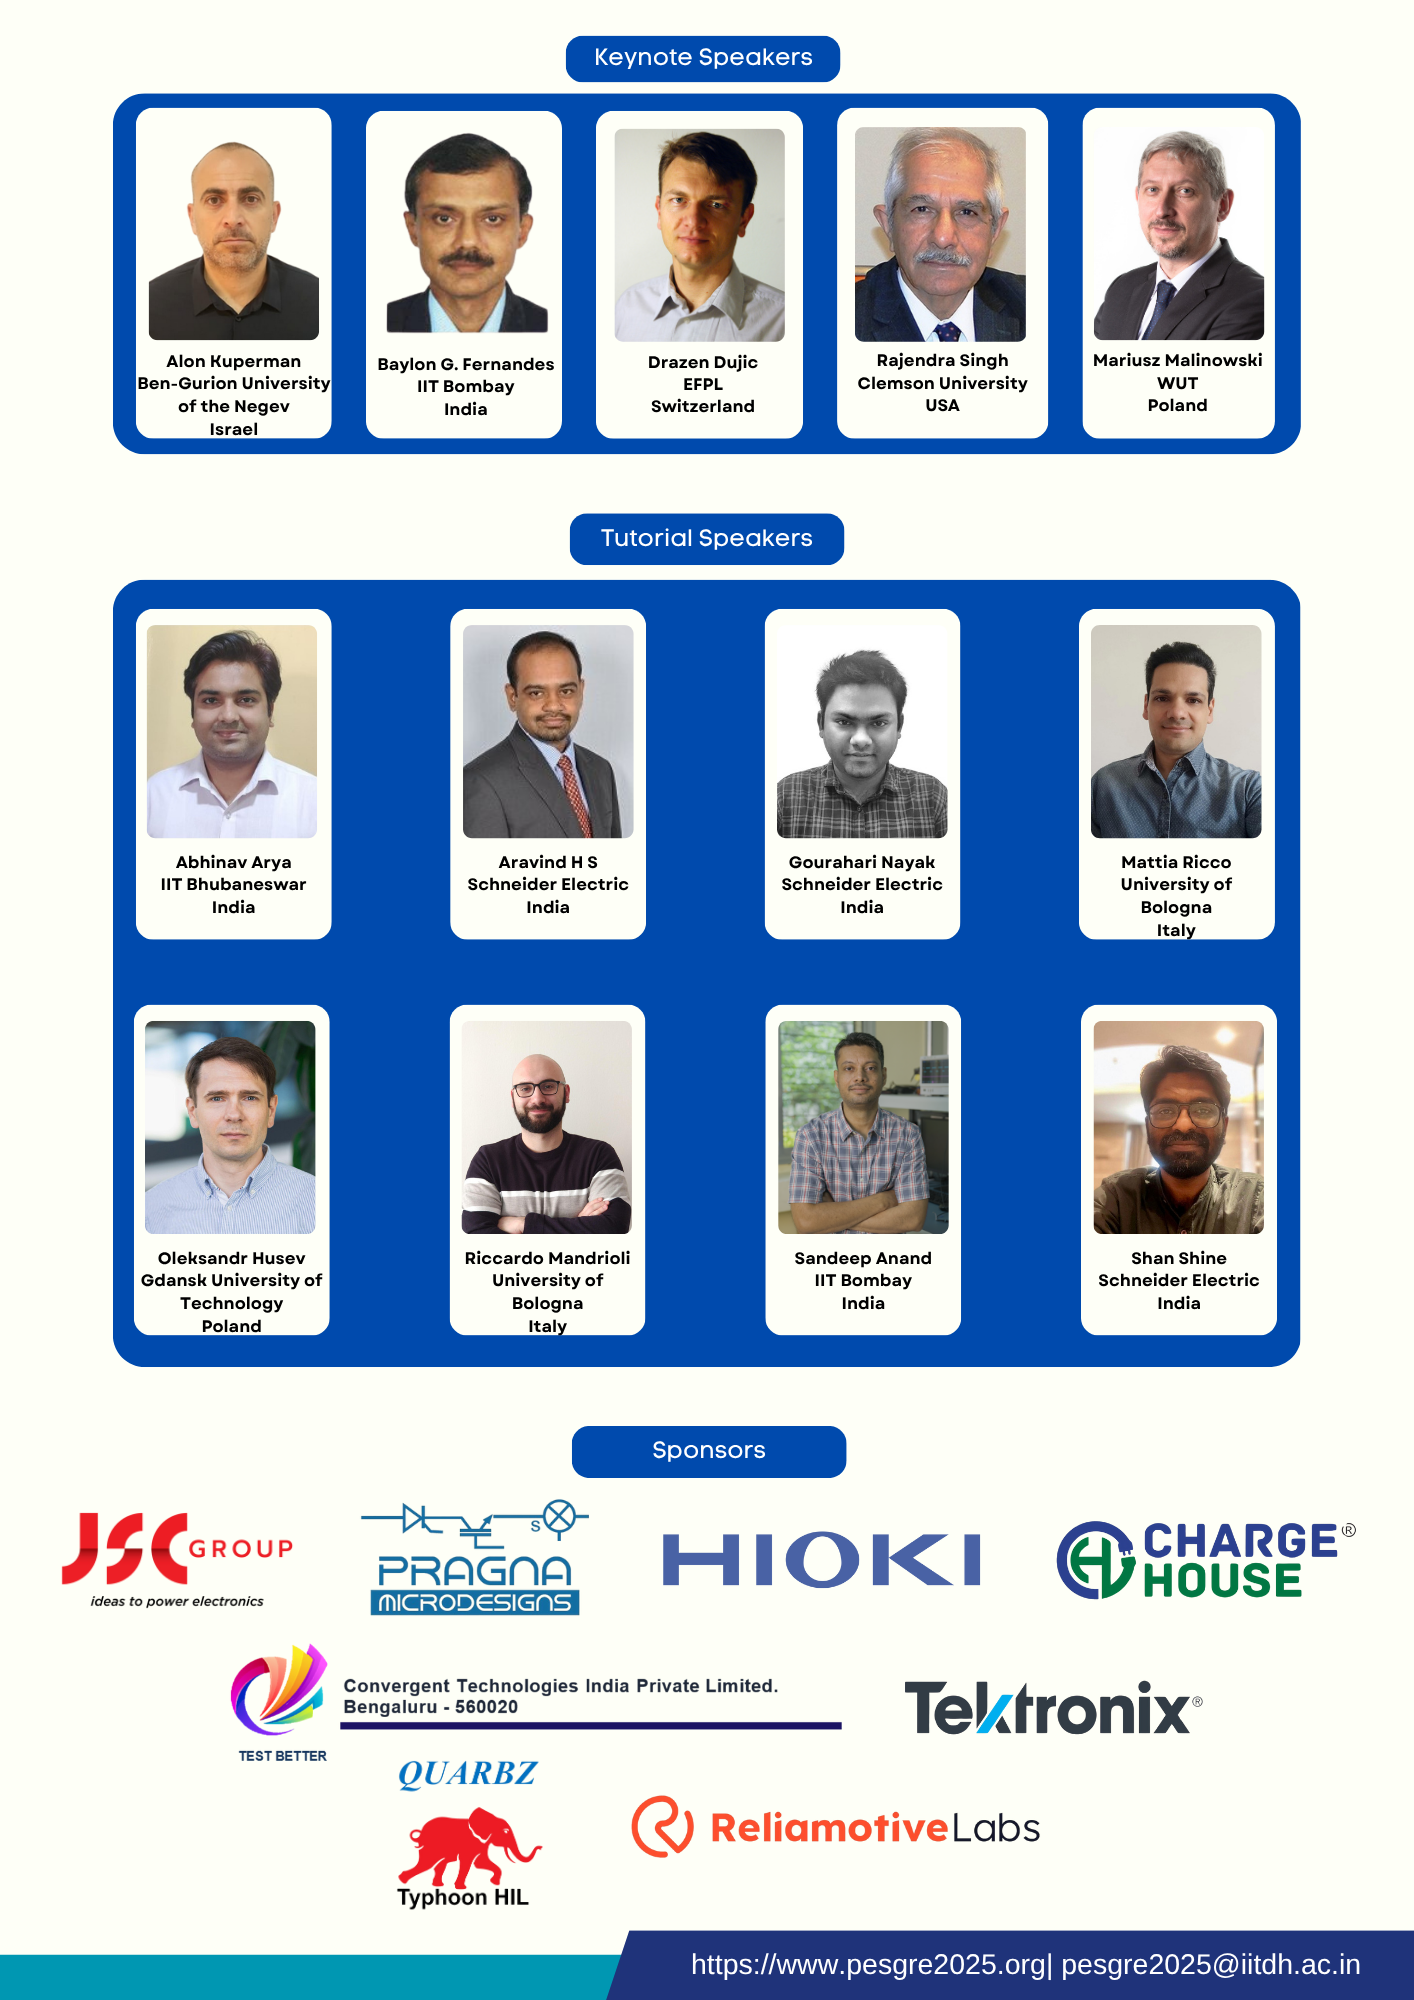 Keynote Speakers
Alon Kuperman
Ben-Gurion University
of the Negev
Israel
Baylon G. Fernandes
IIT Bombay
India
Drazen Dujic
EFPL
Switzerland
Rajendra Singh
Clemson University
USA
Mariusz Malinowski
WUT
Poland
Tutorial Speakers
Abhinav Arya
IIT Bhubaneswar
India
Aravind H S
Schneider Electric
India
Gourahari Nayak
Schneider Electric
India
Mattia Ricco
University of
Bologna
Italy
Oleksandr Husev
Gdansk University of
Technology
Poland
Riccardo Mandrioli
University of
Bologna
Italy
Sandeep Anand
IIT Bombay
India
Shan Shine
Schneider Electric
India
Sponsors
JSC GROUP
ideas to power electronics
S
PRAGNA
MICRODESIGNS
HIOKI
CHARGE®
HOUSE
Convergent Technologies India Private Limited.
Bengaluru - 560020
TEST BETTER
Tektronix®
QUARBZ
Typhoon HIL
ReliamotiveLabs
https://www.pesgre2025.org| pesgre2025@iitdh.ac.in